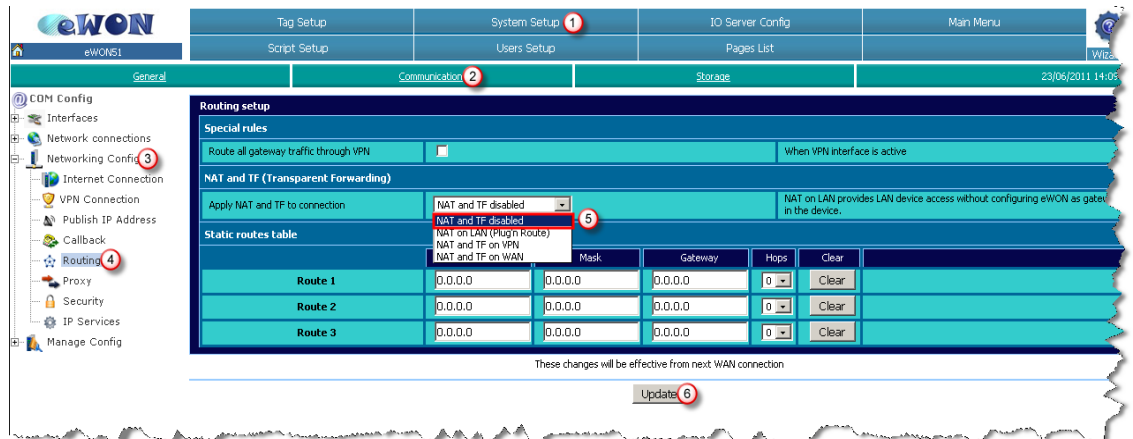 eWON
Tag Setup
System Setup 1
IO Server Config
Main Menu
eWON51
Script Setup
Users Setup
Pages List
General
Communication 2
Storage
23/06/2011 14:09
COM Config
Interfaces
Network connections
Networking Config 3
Internet Connection
VPN Connection
Publish IP Address
Callback
Routing 4
Proxy
Security
IP Services
Manage Config
Routing setup
Special rules
Route all gateway traffic through VPN
When VPN interface is active
NAT and TF (Transparent Forwarding)
Apply NAT and TF to connection
NAT and TF disabled
NAT and TF disabled 5
NAT on LAN (Plug'n Route)
NAT and TF on VPN
NAT and TF on WAN
NAT on LAN provides LAN device access without configuring eWON as
in the device.
Static routes table
Mask Gateway Hops Clear
Route 1 0.0.0.0 0.0.0.0 0.0.0.0 0 Clear
Route 2 0.0.0.0 0.0.0.0 0.0.0.0 0 Clear
Route 3 0.0.0.0 0.0.0.0 0.0.0.0 0 Clear
These changes will be effective from next WAN connection
Update 6